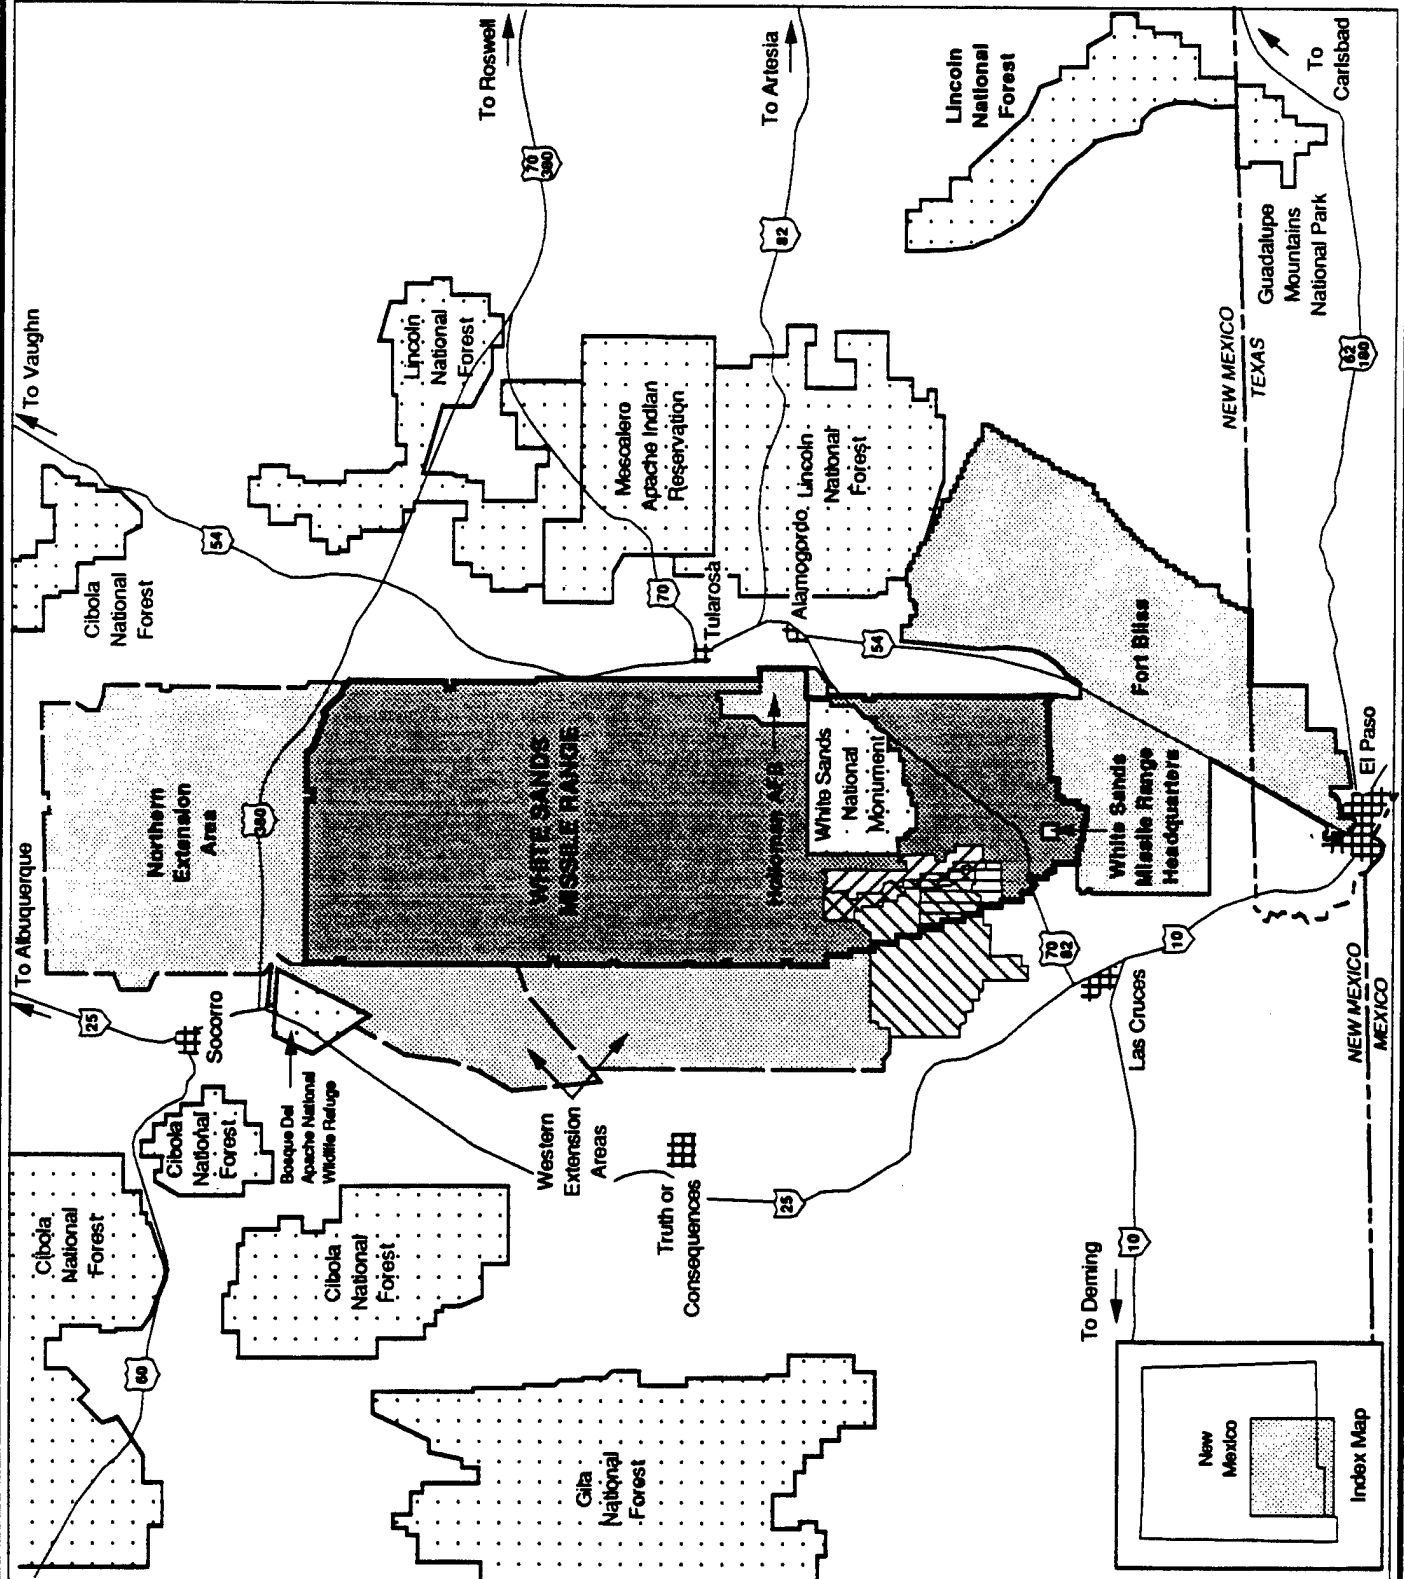 To Vaughn
To Roswell
To Artesia
To
Carlsbad
Lincoln
National
Forest
70
380
82
Guadalupe
Mountains
National Park
62
180
NEW MEXICO
TEXAS
Lincoln
National
Forest
Cibola
National
Forest
54
Mescalero
Apache Indian
Reservation
Lincoln
National
Forest
70
Tularosa
Alamogordo
54
Fort Bliss
To Albuquerque
Northern
Extension
Area
380
WHITE SANDS
MISSILE RANGE
Holloman AFB
White Sands
National
Monument
White Sands
Missile Range
Headquarters
El Paso
25
Socorro
Bosque Del
Apache National
Wildlife Refuge
Western
Extension
Areas
70
82
10
Las Cruces
NEW MEXICO
MEXICO
Cibola
National
Forest
Cibola
National
Forest
60
Cibola
National
Forest
Truth or
Consequences
25
To Deming
10
Gila
National
Forest
New
Mexico
Index Map